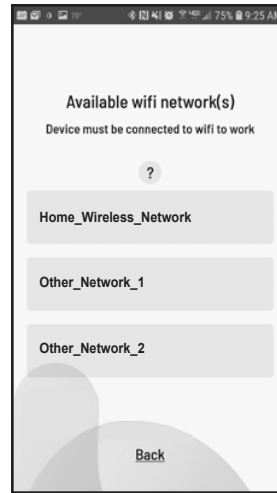 70° 75% 9:25 AM
Available wifi network(s)
Device must be connected to wifi to work
?
Home_Wireless_Network
Other_Network_1
Other_Network_2
Back